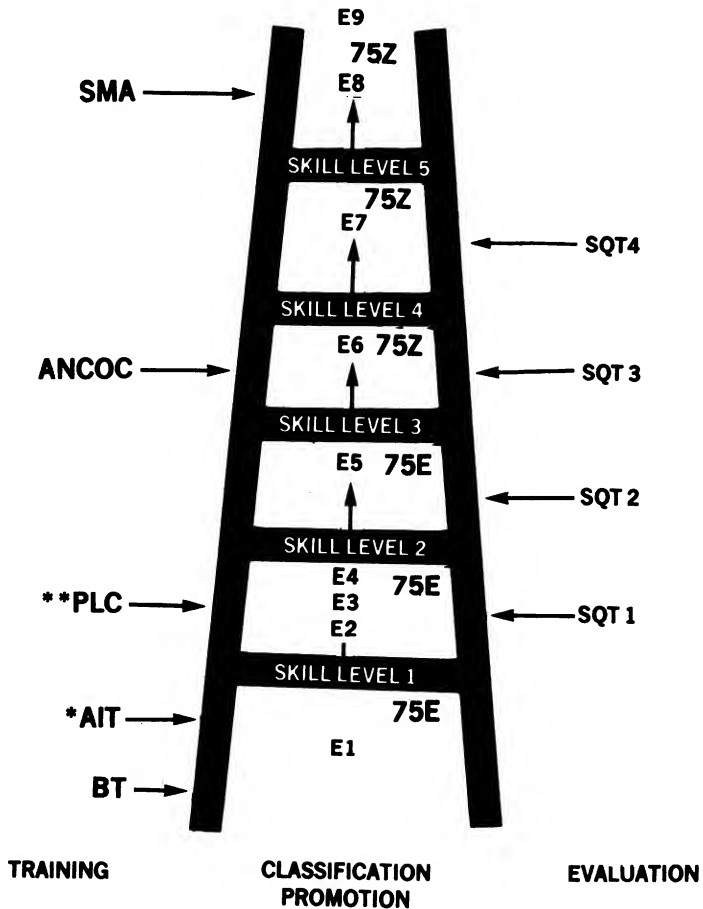 E9
75Z
SMA
E8
SKILL LEVEL 5
75Z
E7
SQT4
SKILL LEVEL 4
E6 75Z
ANCOC
SQT 3
SKILL LEVEL 3
E5 75E
SQT 2
SKILL LEVEL 2
E4
75E
**PLC
E3
SQT 1
E2
SKILL LEVEL 1
*AIT
75E
E1
BT
TRAINING
CLASSIFICATION
PROMOTION
EVALUATION